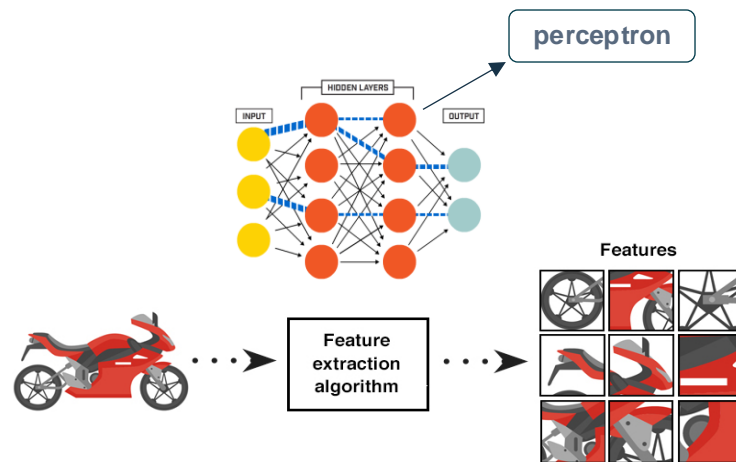 perceptron
HIDDEN LAYERS
INPUT
OUTPUT
Features
Feature
extraction
algorithm